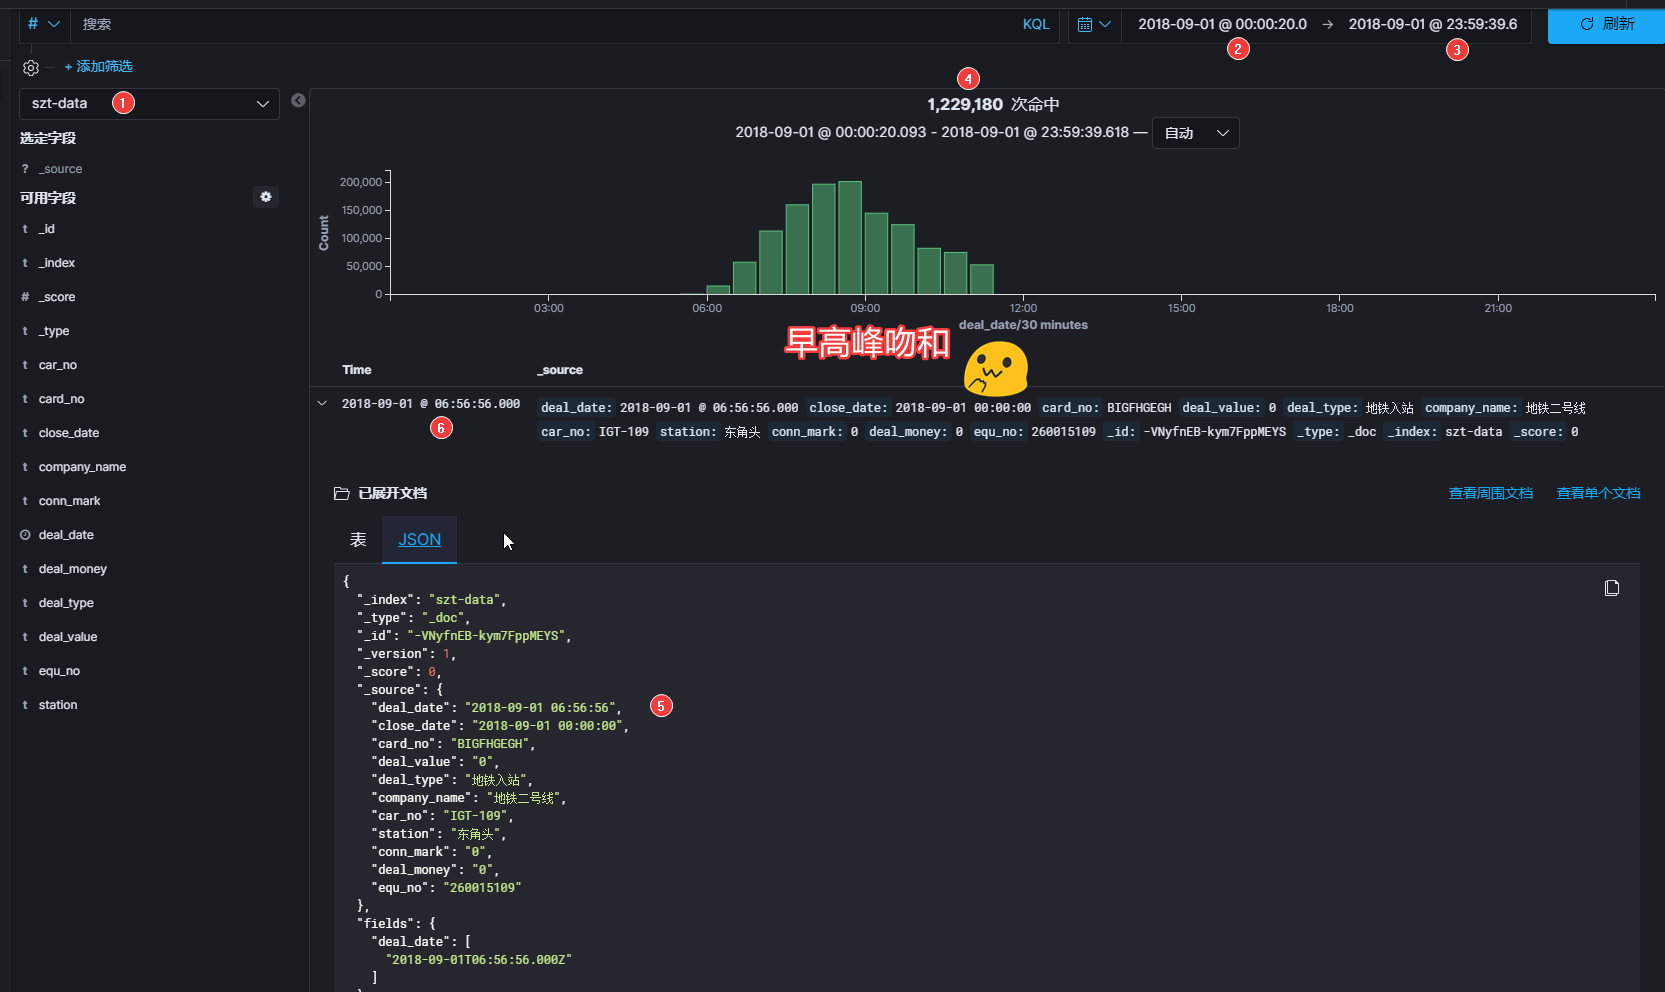 # 搜索 KQL 2018-09-01 @ 00:00:20.0 → 2018-09-01 @ 23:59:39.6 刷新
2 3
+ 添加筛选
4
szt-data 1
1,229,180 次命中
2018-09-01 @ 00:00:20.093 - 2018-09-01 @ 23:59:39.618 — 自动
选定字段
? _source
可用字段
t _id
t _index
# _score
t _type
t car_no
t card_no
t close_date
t company_name
t conn_mark
deal_date
t deal_money
t deal_type
t deal_value
t equ_no
t station
Count
200,000
150,000
100,000
50,000
0
03:00 06:00 09:00 12:00 15:00 18:00 21:00
deal_date/30 minutes
早高峰吻和
Time _source
2018-09-01 @ 06:56:56.000 deal_date: 2018-09-01 @ 06:56:56.000 close_date: 2018-09-01 00:00:00 card_no: BIGFHGEGH deal_value: 0 deal_type: 地铁入站 company_name: 地铁二号线
6 car_no: IGT-109 station: 东角头 conn_mark: 0 deal_money: 0 equ_no: 260015109 _id: -VNyfnEB-kym7FppMEYS _type: _doc _index: szt-data _score: 0
已展开文档 查看周围文档 查看单个文档
表 JSON
{
"_index": "szt-data",
"_type": "_doc",
"_id": "-VNyfnEB-kym7FppMEYS",
"_version": 1,
"_score": 0,
"_source": {
"deal_date": "2018-09-01 06:56:56", 5
"close_date": "2018-09-01 00:00:00",
"card_no": "BIGFHGEGH",
"deal_value": "0",
"deal_type": "地铁入站",
"company_name": "地铁二号线",
"car_no": "IGT-109",
"station": "东角头",
"conn_mark": "0",
"deal_money": "0",
"equ_no": "260015109"
},
"fields": {
"deal_date": [
"2018-09-01T06:56:56.000Z"
]